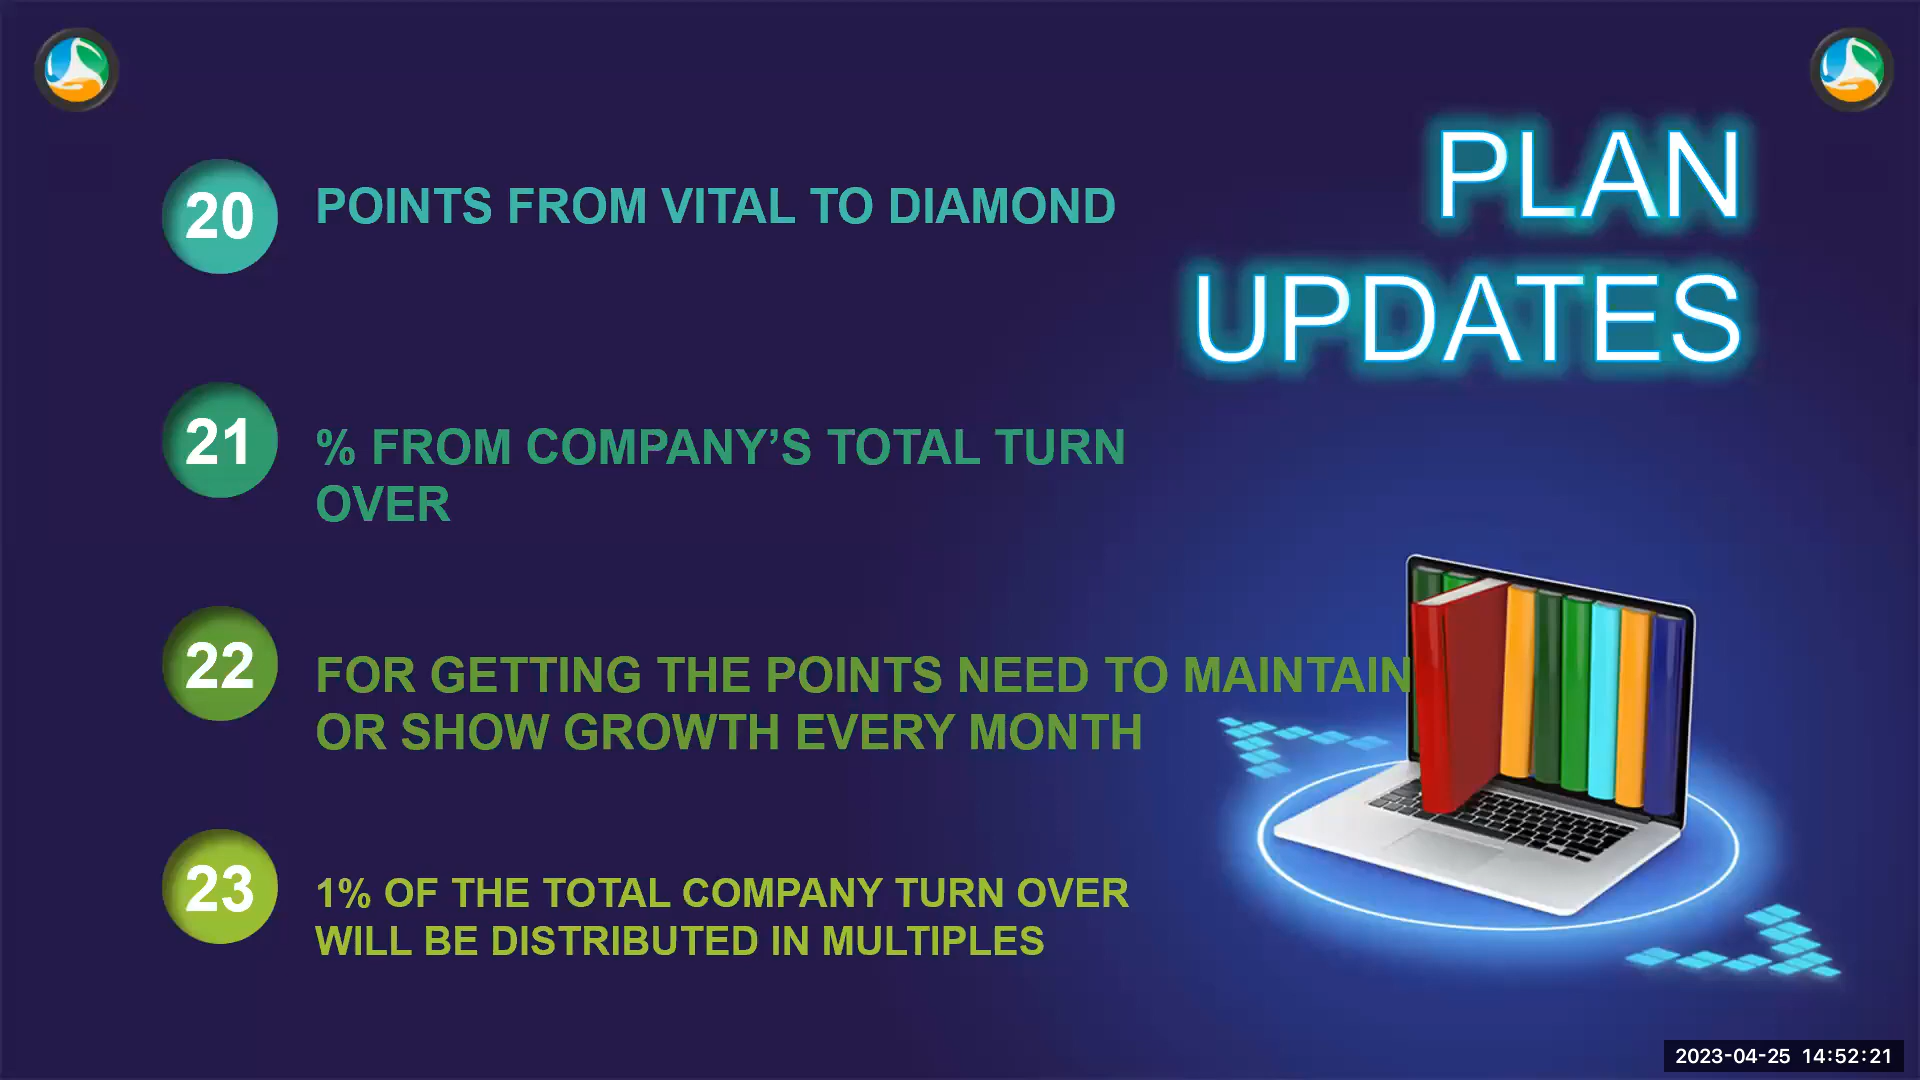 PLAN
UPDATES
20
POINTS FROM VITAL TO DIAMOND
21
% FROM COMPANY’S TOTAL TURN
OVER
22
FOR GETTING THE POINTS NEED TO MAINTAIN
OR SHOW GROWTH EVERY MONTH
23
1% OF THE TOTAL COMPANY TURN OVER
WILL BE DISTRIBUTED IN MULTIPLES
2023-04-25 14:52:21